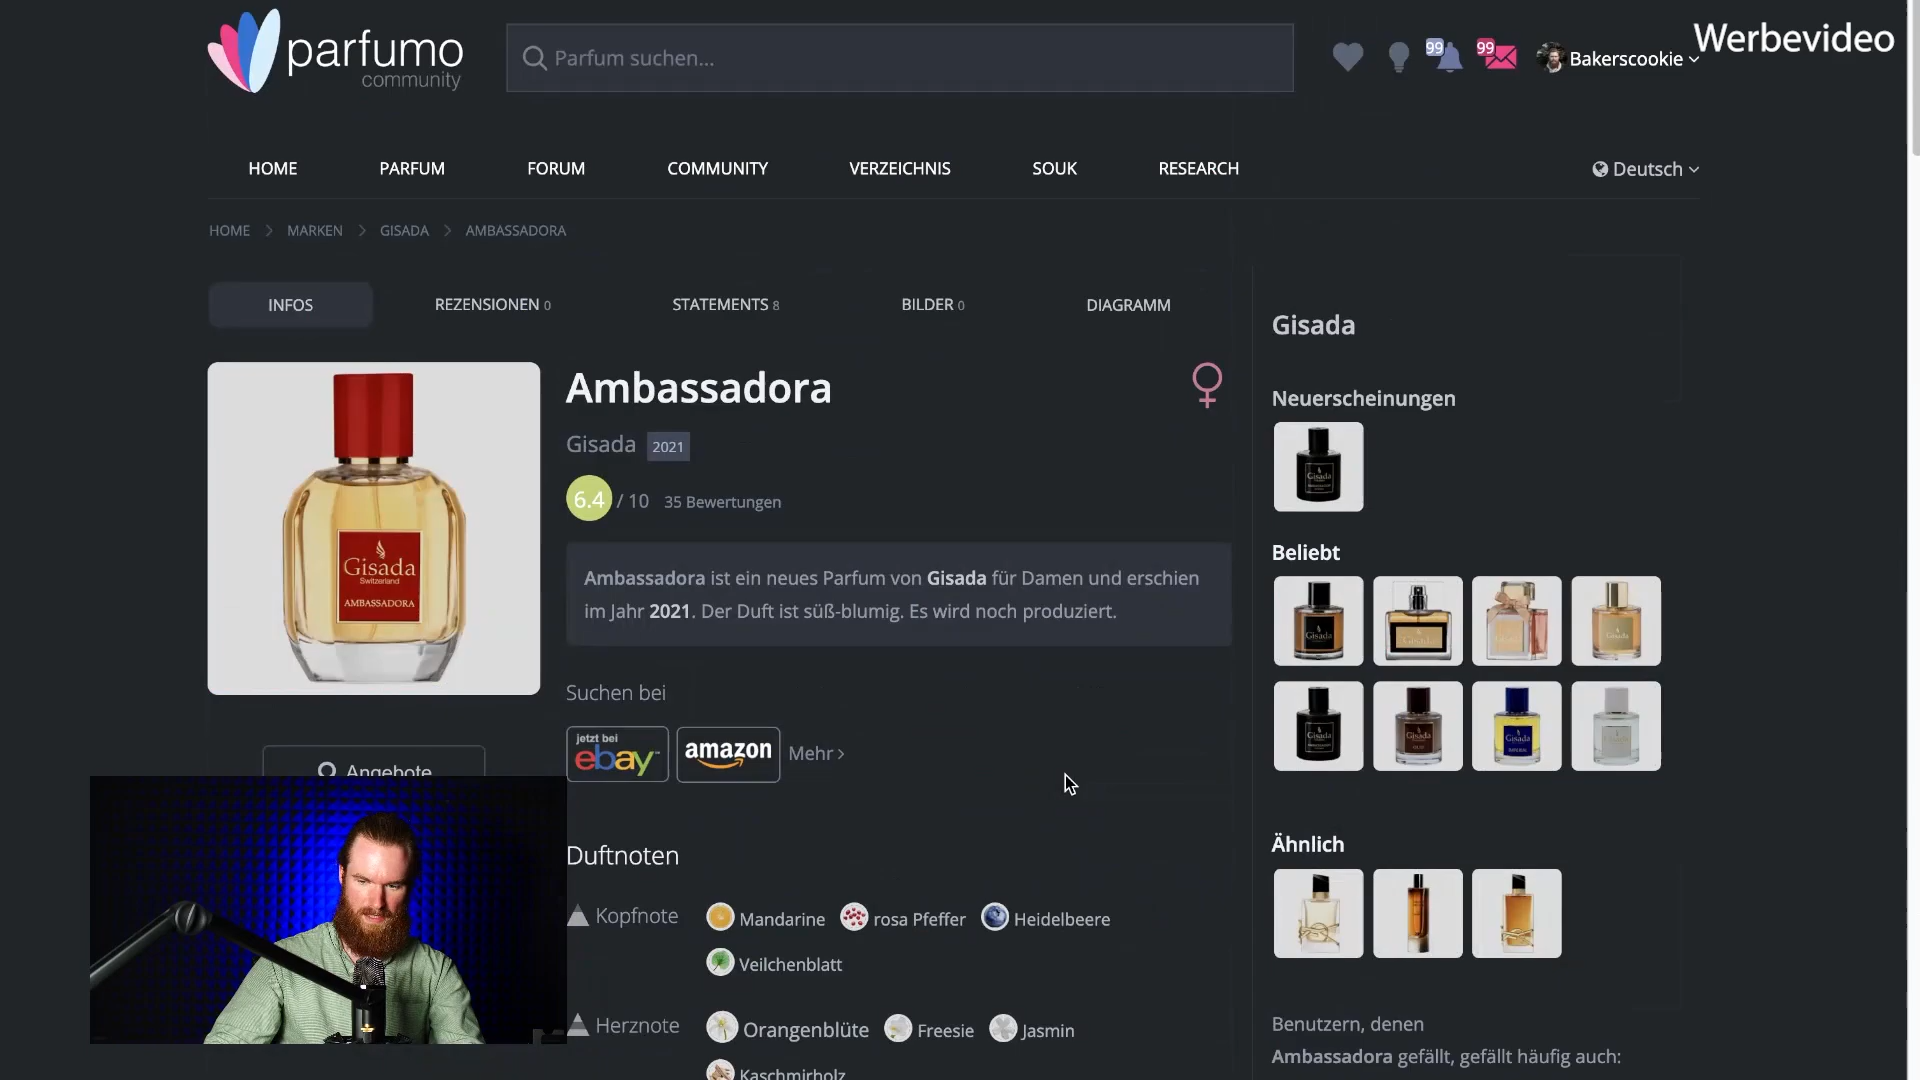 parfumo
community
Parfum suchen...
99
99
Bakerscookie
Werbevideo
HOME PARFUM FORUM COMMUNITY VERZEICHNIS SOUK RESEARCH
Deutsch
HOME > MARKEN > GISADA > AMBASSADORA
INFOS REZENSIONEN 0 STATEMENTS 8 BILDER 0 DIAGRAMM
Gisada
Switzerland
AMBASSADORA
Angebote
Ambassadora
Gisada 2021
6.4 / 10 35 Bewertungen
Ambassadora ist ein neues Parfum von Gisada für Damen und erschien
im Jahr 2021. Der Duft ist süß-blumig. Es wird noch produziert.
Suchen bei
jetzt bei
ebay
amazon
Mehr >
Duftnoten
Kopfnote Mandarine rosa Pfeffer Heidelbeere
Veilchenblatt
Herznote Orangenblüte Freesie Jasmin
Kaschmirholz
Gisada
Neuerscheinungen
Beliebt
Ähnlich
Benutzern, denen
Ambassadora gefällt, gefällt häufig auch: